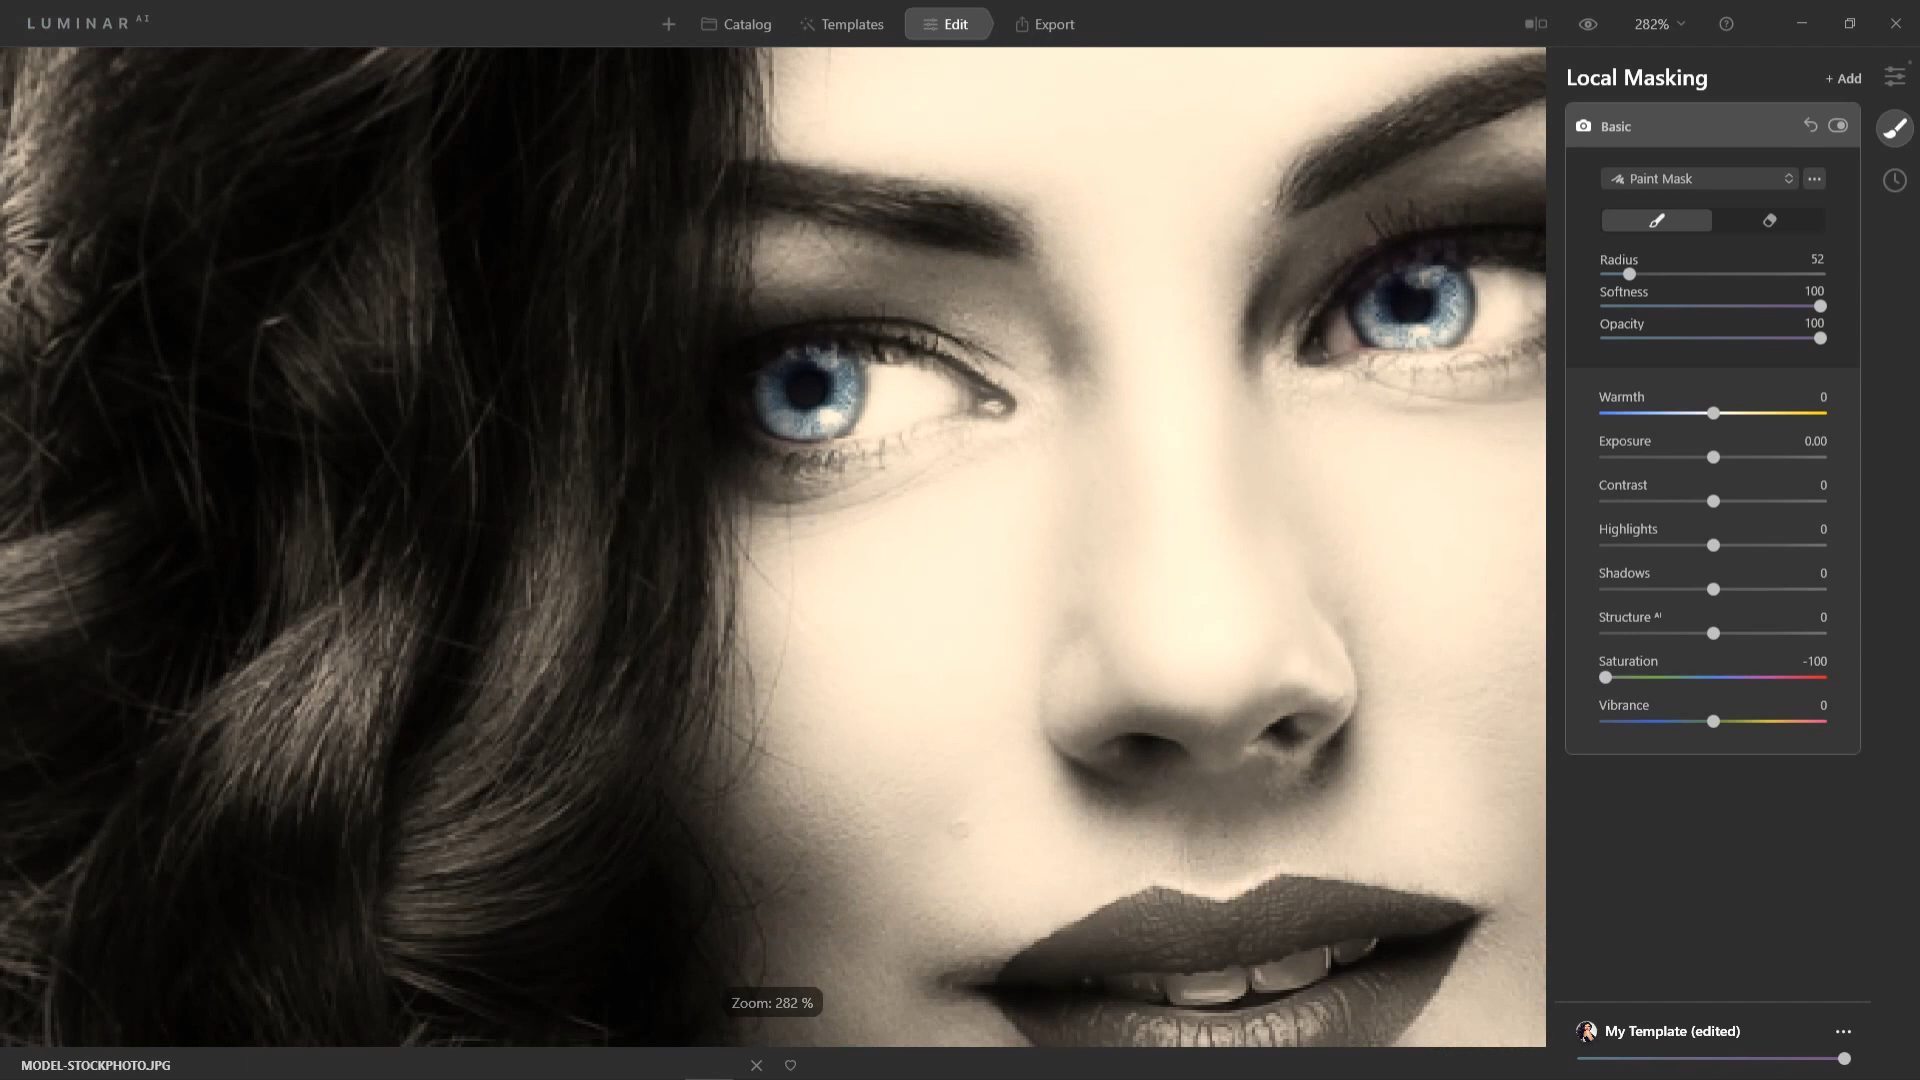 LUMINAR AI
Catalog
Templates
Edit
Export
282%
Local Masking
+ Add
Basic
Paint Mask
Radius 52
Softness 100
Opacity 100
Warmth 0
Exposure 0.00
Contrast 0
Highlights 0
Shadows 0
Structure AI 0
Saturation -100
Vibrance 0
Zoom: 282 %
My Template (edited)
MODEL-STOCKPHOTO.JPG